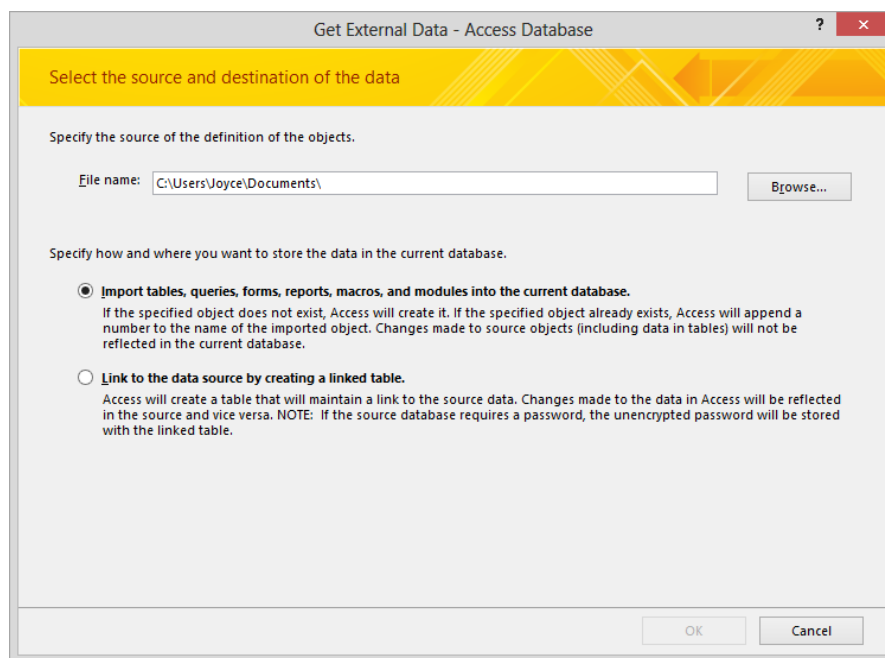 Get External Data - Access Database
?
Select the source and destination of the data
Specify the source of the definition of the objects.
File name: C:\Users\Joyce\Documents\ Browse...
Specify how and where you want to store the data in the current database.
Import tables, queries, forms, reports, macros, and modules into the current database.
If the specified object does not exist, Access will create it. If the specified object already exists, Access will append a
number to the name of the imported object. Changes made to source objects (including data in tables) will not be
reflected in the current database.
Link to the data source by creating a linked table.
Access will create a table that will maintain a link to the source data. Changes made to the data in Access will be reflected
in the source and vice versa. NOTE: If the source database requires a password, the unencrypted password will be stored
with the linked table.
OK Cancel